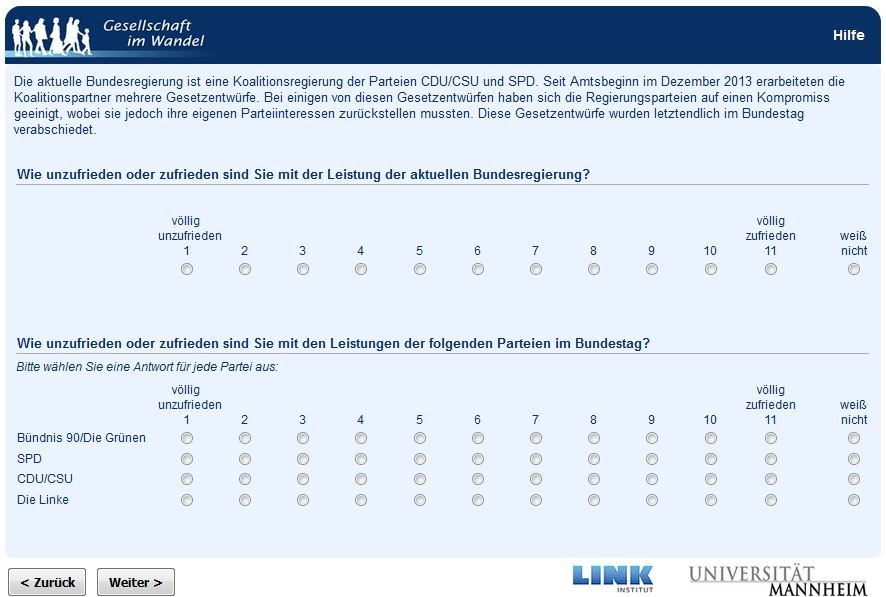 Gesellschaft
im Wandel
Hilfe
Die aktuelle Bundesregierung ist eine Koalitionsregierung der Parteien CDU/CSU und SPD. Seit Amtsbeginn im Dezember 2013 erarbeiteten die
Koalitionspartner mehrere Gesetzentwürfe. Bei einigen von diesen Gesetzentwürfen haben sich die Regierungsparteien auf einen Kompromiss
geeinigt, wobei sie jedoch ihre eigenen Parteiinteressen zurückstellen mussten. Diese Gesetzentwürfe wurden letztendlich im Bundestag
verabschiedet.
Wie unzufrieden oder zufrieden sind Sie mit der Leistung der aktuellen Bundesregierung?
völlig völlig
unzufrieden zufrieden weiß
1 2 3 4 5 6 7 8 9 10 11 nicht
Wie unzufrieden oder zufrieden sind Sie mit den Leistungen der folgenden Parteien im Bundestag?
Bitte wählen Sie eine Antwort für jede Partei aus:
völlig völlig
unzufrieden zufrieden weiß
1 2 3 4 5 6 7 8 9 10 11 nicht
Bündnis 90/Die Grünen
SPD
CDU/CSU
Die Linke
< Zurück Weiter >
LINK
INSTITUT
UNIVERSITÄT
MANNHEIM